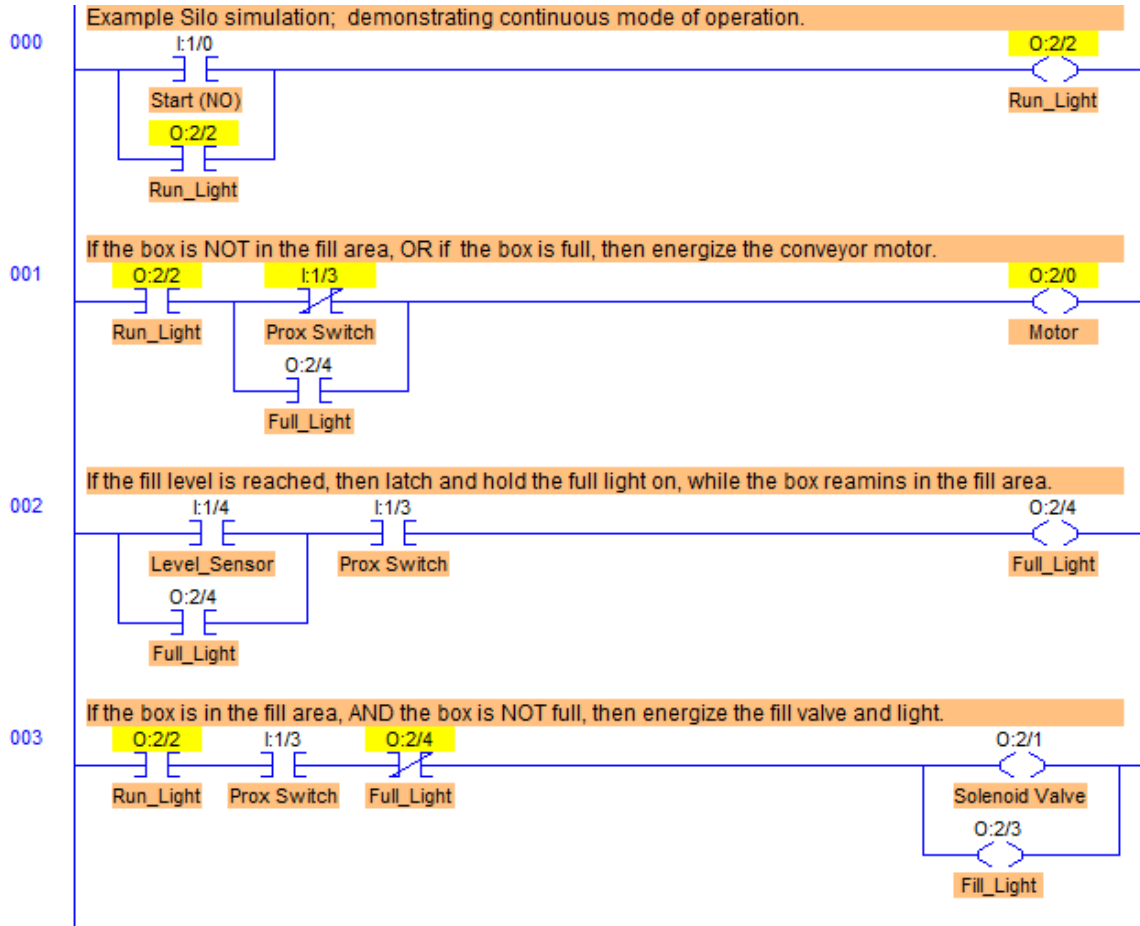 Example Silo simulation;  demonstrating continuous mode of operation.
000
I:1/0
O:2/2
Start (NO)
Run_Light
O:2/2
Run_Light
If the box is NOT in the fill area, OR if  the box is full, then energize the conveyor motor.
001
O:2/2
I:1/3
O:2/0
Run_Light
Prox Switch
Motor
O:2/4
Full_Light
If the fill level is reached, then latch and hold the full light on, while the box reamins in the fill area.
002
I:1/4
I:1/3
O:2/4
Level_Sensor
Prox Switch
Full_Light
O:2/4
Full_Light
If the box is in the fill area, AND the box is NOT full, then energize the fill valve and light.
003
O:2/2
I:1/3
O:2/4
O:2/1
Run_Light
Prox Switch
Full_Light
Solenoid Valve
O:2/3
Fill_Light